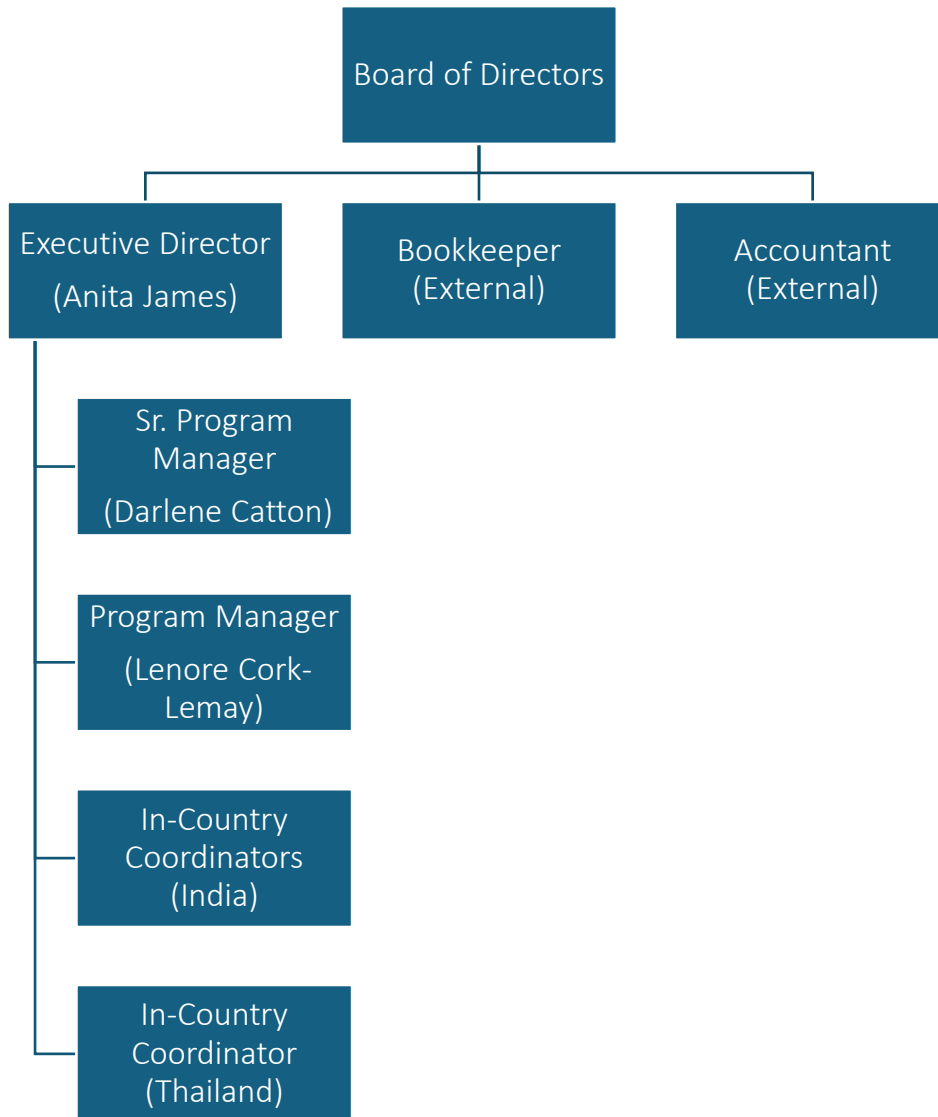 Board of Directors
Executive Director
(Anita James)
Bookkeeper
(External)
Accountant
(External)
Sr. Program
Manager
(Darlene Catton)
Program Manager
(Lenore Cork-
Lemay)
In-Country
Coordinators
(India)
In-Country
Coordinator
(Thailand)